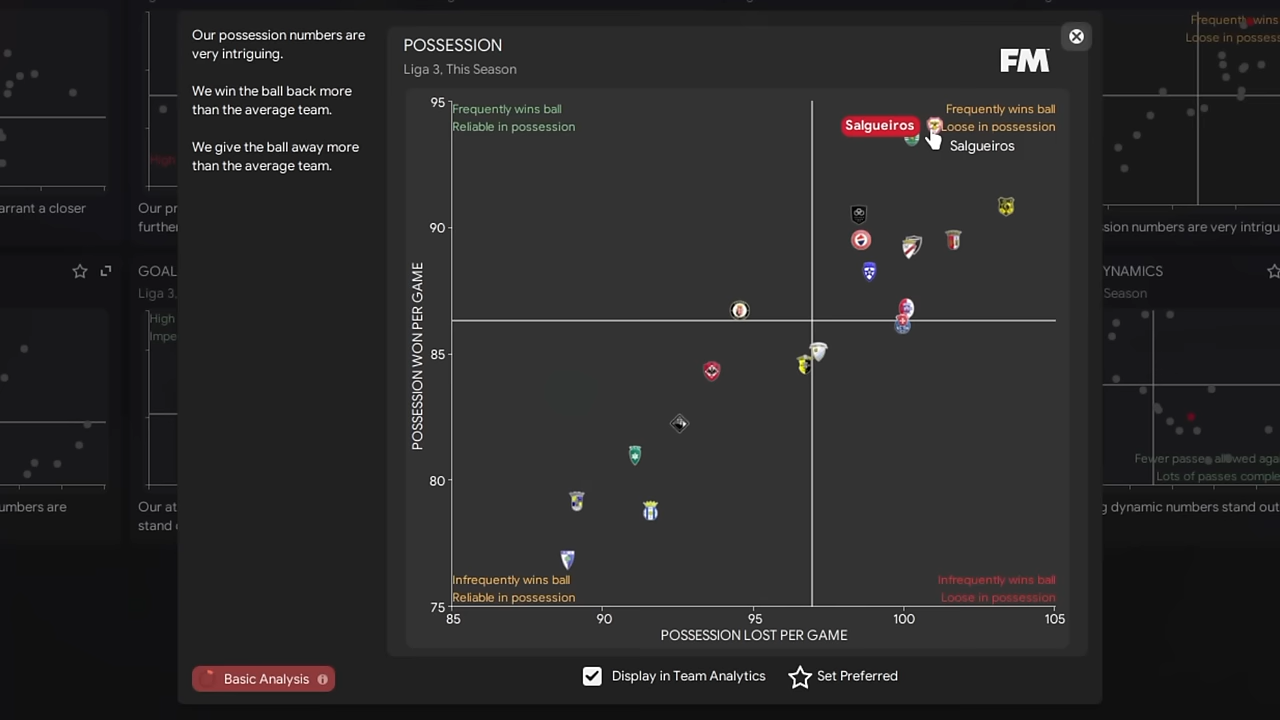 Our possession numbers are
very intriguing.
We win the ball back more
than the average team.
We give the ball away more
than the average team.
POSSESSION
Liga 3, This Season
FM
95
Frequently wins ball
Reliable in possession
Frequently wins ball
Loose in possession
Salgueiros
Salgueiros
90
85
80
75
POSSESSION WON PER GAME
Infrequently wins ball
Reliable in possession
Infrequently wins ball
Loose in possession
85
90
95
100
105
POSSESSION LOST PER GAME
Basic Analysis
Display in Team Analytics
Set Preferred
arrant a closer
Our pr
further
GOAL
Liga 3,
High
High
Impe
umbers are
Our at
stand o
Frequently wins
Loose in possess
sion numbers are very intrigu
YNAMICS
Season
Fewer passes allowed aga
Lots of passes comple
g dynamic numbers stand out